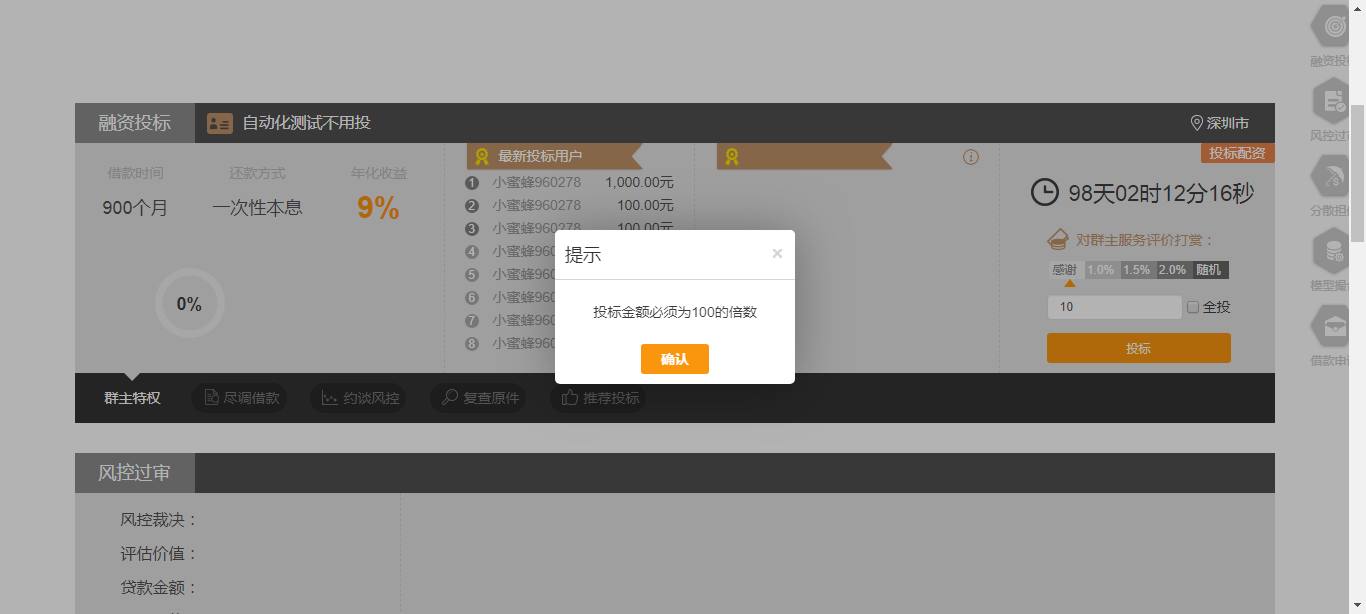 融资投标
自动化测试不用投
深圳市
借款时间
还款方式
年化收益
900个月
一次性本息
9%
0%
最新投标用户
1 小蜜蜂960278 1,000.00元
2 小蜜蜂960278 100.00元
3 小蜜蜂960278 100.00元
4 小蜜蜂960
5 小蜜蜂960
6 小蜜蜂960
7 小蜜蜂960
8 小蜜蜂960
投标配资
98天02时12分16秒
对群主服务评价打赏：
感谢 1.0% 1.5% 2.0% 随机
10
全投
投标
提示
×
投标金额必须为100的倍数
确认
群主特权
尽调借款
约谈风控
复查原件
推荐投标
风控过审
风控裁决：
评估价值：
贷款金额：
融资投
风控过
分散担
模型
借款申